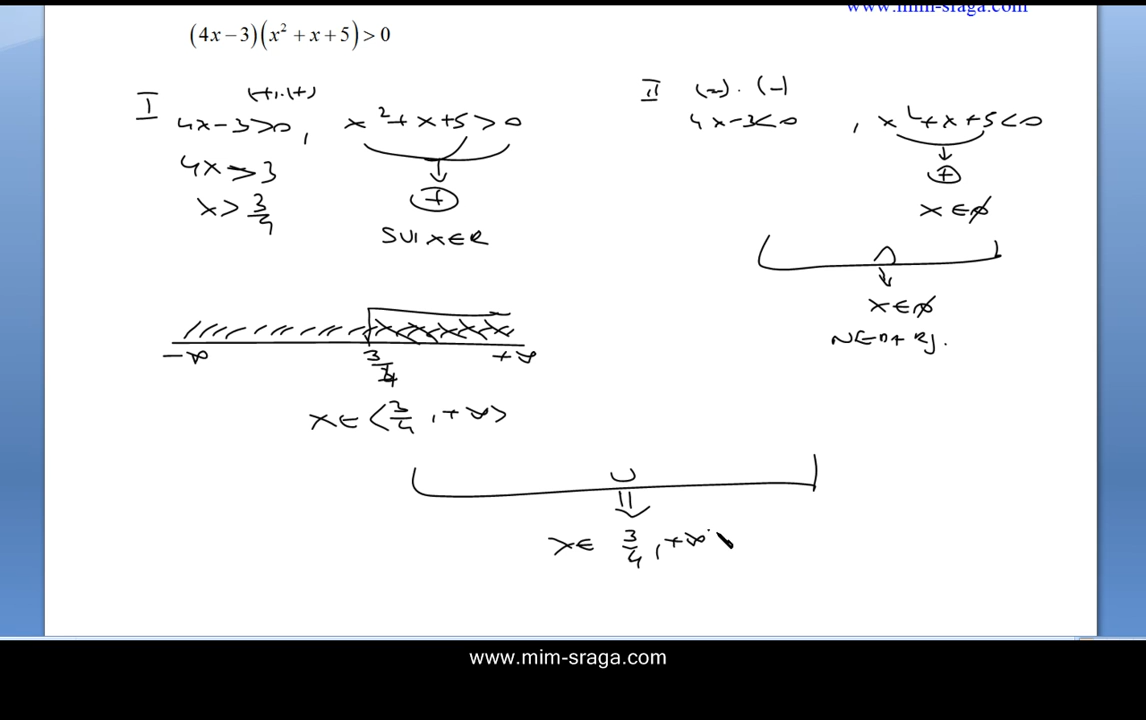 www.mim-sraga.com
(4x−3)(x²+x+5)>0
I (+)·(+)
4x−3>0, x²+x+5>0
4x>3
x>3/4
+
SVI x∈R
−∞ 3/4 +∞
x∈⟨3/4, +∞⟩
II (−)·(−)
4x−3<0, x²+x+5<0
+
x∈∅
∩
x∈∅
NEMA RJ.
∪
x∈ 3/4, +∞
www.mim-sraga.com